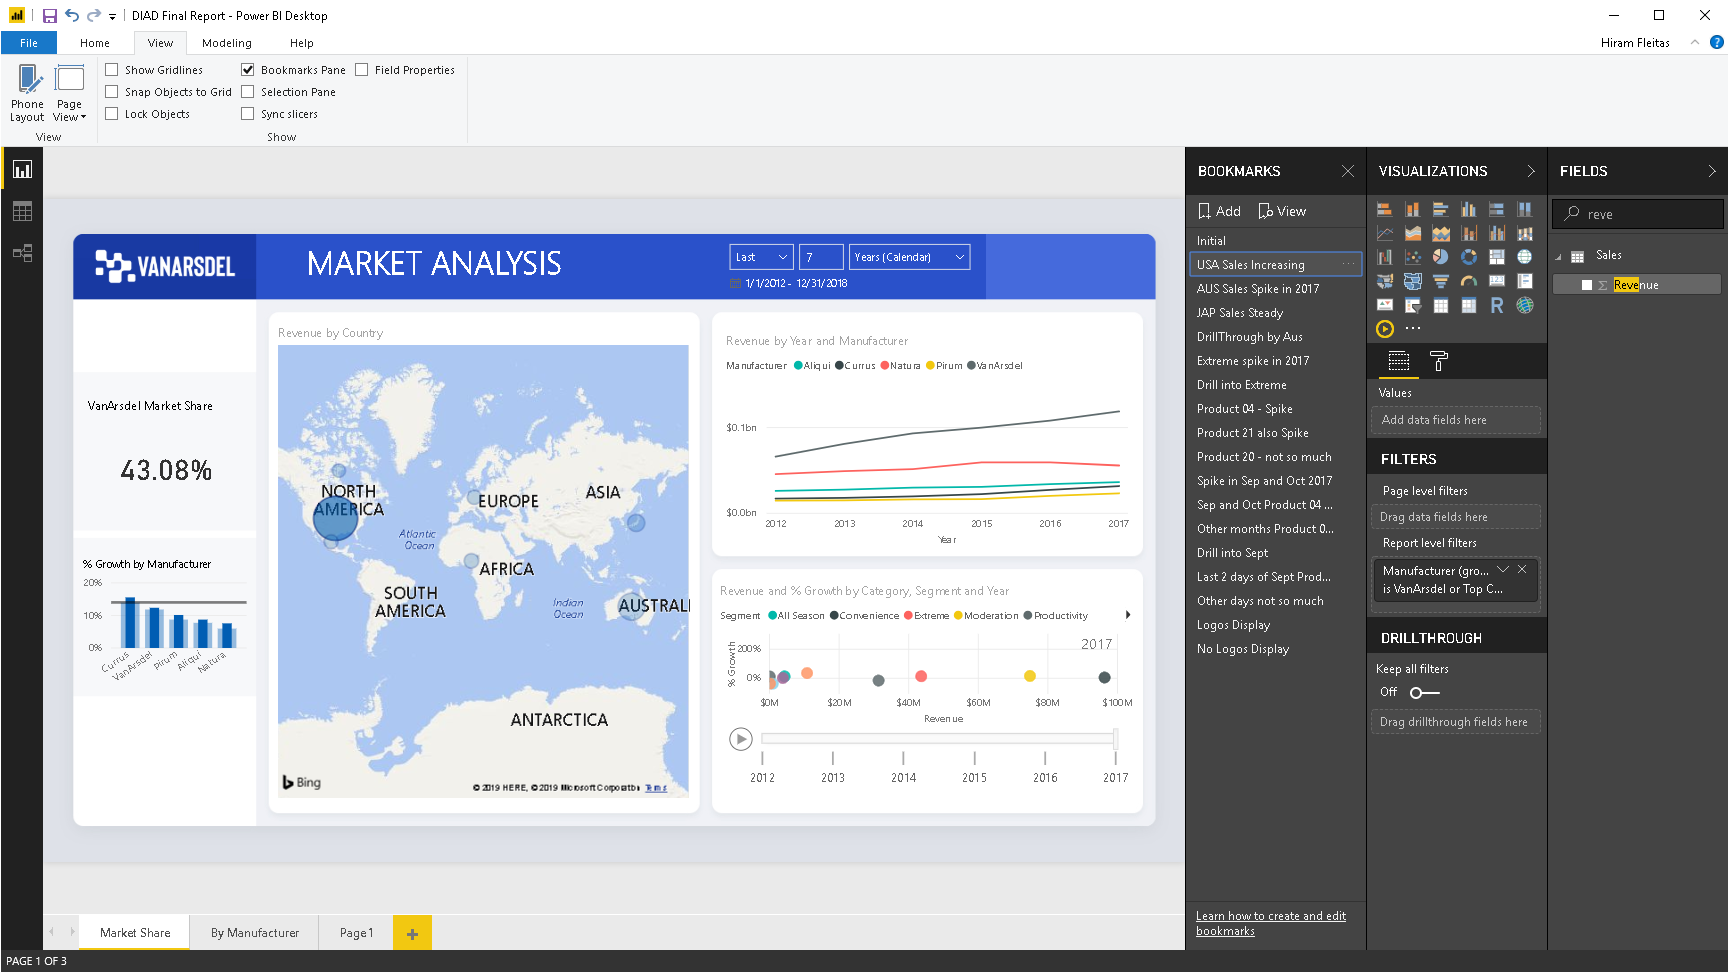 DIAD Final Report - Power BI Desktop
File
Home
View
Modeling
Help
Hiram Fleitas
Phone Layout
Page View
Show Gridlines
Snap Objects to Grid
Lock Objects
Bookmarks Pane
Selection Pane
Sync slicers
Field Properties
View
Show
VANARSDEL
MARKET ANALYSIS
Last
7
Years (Calendar)
1/1/2012 - 12/31/2018
VanArsdel Market Share
43.08%
% Growth by Manufacturer
20%
10%
0%
Currus
VanArsdel
Pirum
Aliqui
Natura
Revenue by Country
NORTH AMERICA
EUROPE
ASIA
Atlantic Ocean
AFRICA
SOUTH AMERICA
Indian Ocean
AUSTRALI
ANTARCTICA
Bing
© 2019 HERE, © 2019 Microsoft Corporation Terms
Revenue by Year and Manufacturer
Manufacturer Aliqui Currus Natura Pirum VanArsdel
$0.1bn
$0.0bn
2012 2013 2014 2015 2016 2017
Year
Revenue and % Growth by Category, Segment and Year
Segment All Season Convenience Extreme Moderation Productivity
2017
% Growth
200%
0%
$0M $20M $40M $60M $80M $100M
Revenue
2012 2013 2014 2015 2016 2017
BOOKMARKS
Add View
Initial
USA Sales Increasing
AUS Sales Spike in 2017
JAP Sales Steady
DrillThrough by Aus
Extreme spike in 2017
Drill into Extreme
Product 04 - Spike
Product 21 also Spike
Product 20 - not so much
Spike in Sep and Oct 2017
Sep and Oct Product 04 ...
Other months Product 0...
Drill into Sept
Last 2 days of Sept Prod...
Other days not so much
Logos Display
No Logos Display
Learn how to create and edit
bookmarks
VISUALIZATIONS
R
Values
Add data fields here
FILTERS
Page level filters
Drag data fields here
Report level filters
Manufacturer (gro...
is VanArsdel or Top C...
DRILLTHROUGH
Keep all filters
Off
Drag drillthrough fields here
FIELDS
reve
Sales
Revenue
Market Share
By Manufacturer
Page 1
PAGE 1 OF 3